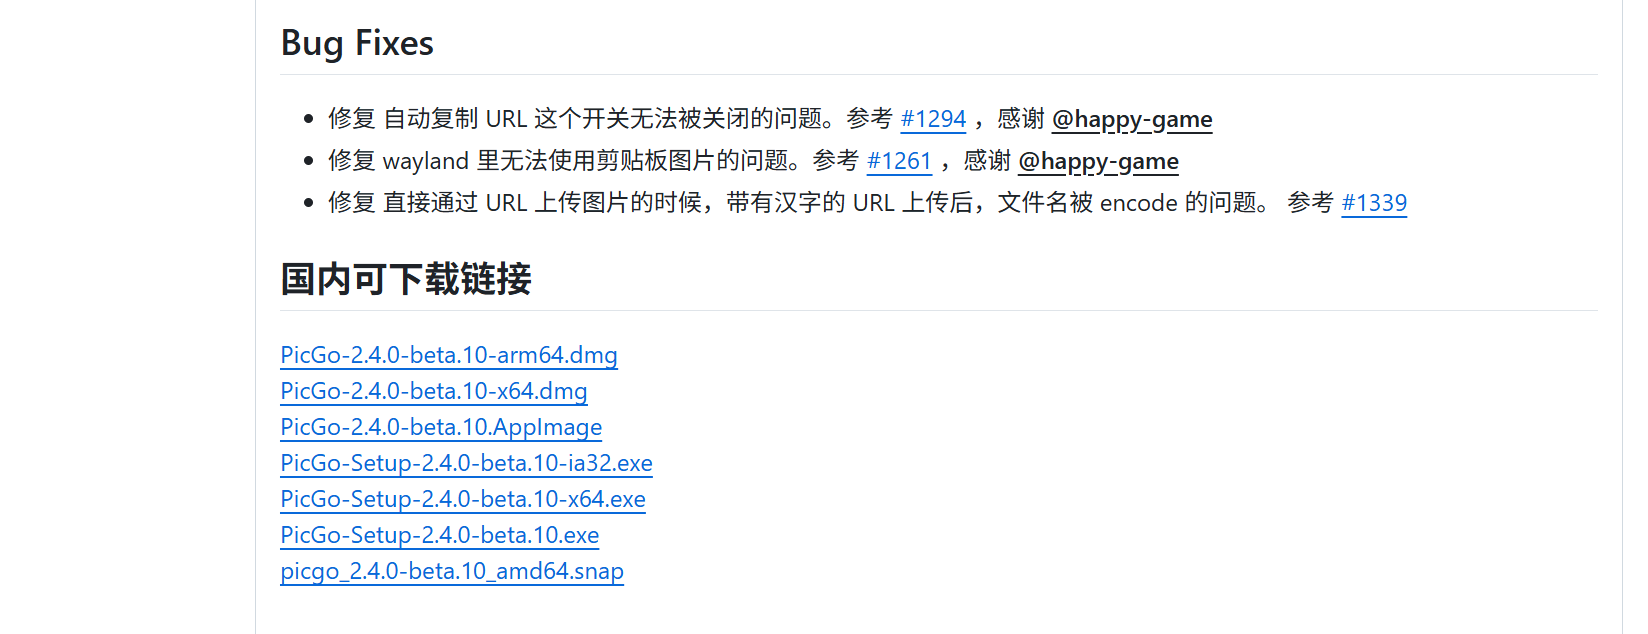 Bug Fixes
修复 自动复制 URL 这个开关无法被关闭的问题。参考 #1294 ，感谢 @happy-game
修复 wayland 里无法使用剪贴板图片的问题。参考 #1261 ，感谢 @happy-game
修复 直接通过 URL 上传图片的时候，带有汉字的 URL 上传后，文件名被 encode 的问题。 参考 #1339
国内可下载链接
PicGo-2.4.0-beta.10-arm64.dmg
PicGo-2.4.0-beta.10-x64.dmg
PicGo-2.4.0-beta.10.AppImage
PicGo-Setup-2.4.0-beta.10-ia32.exe
PicGo-Setup-2.4.0-beta.10-x64.exe
PicGo-Setup-2.4.0-beta.10.exe
picgo_2.4.0-beta.10_amd64.snap